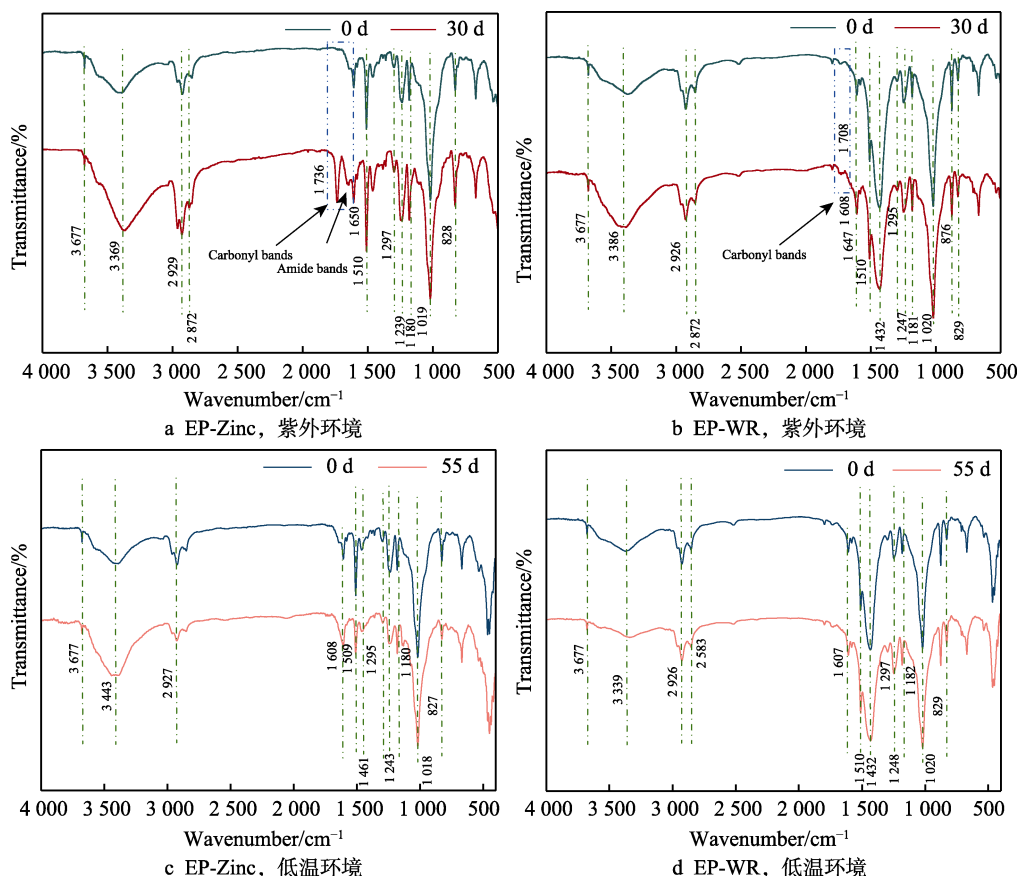 0 d 30 d
Transmittance/%
3 677
3 369
2 929
2 872
1 736
Carbonyl bands
Amide bands
1 650
1 510
1 297
1 239
1 180
1 019
828
4 000 3 500 3 000 2 000 1 500 1 000 500
Wavenumber/cm⁻¹
a EP-Zinc，紫外环境
0 d 30 d
Transmittance/%
3 677
3 386
2 926
2 872
1 708
Carbonyl bands
1 608
1 647
1510
1 432
1 295
1 247
1 181
1 020
876
829
4 000 3 500 3 000 2 000 1 500 1 000 500
Wavenumber/cm⁻¹
b EP-WR，紫外环境
0 d 55 d
Transmittance/%
3 677
3 443
2 927
1 608
1 509
1 461
1 295
1 243
1 180
1 018
827
4 000 3 500 3 000 2 500 2 000 1 500 1 000 500
Wavenumber/cm⁻¹
c EP-Zinc，低温环境
0 d 55 d
Transmittance/%
3 677
3 339
2 926
2 583
1 607
1 510
1 432
1 297
1 248
1 182
1 020
829
4 000 3 500 3 000 2 500 2 000 1 500 1 000 500
Wavenumber/cm⁻¹
d EP-WR，低温环境